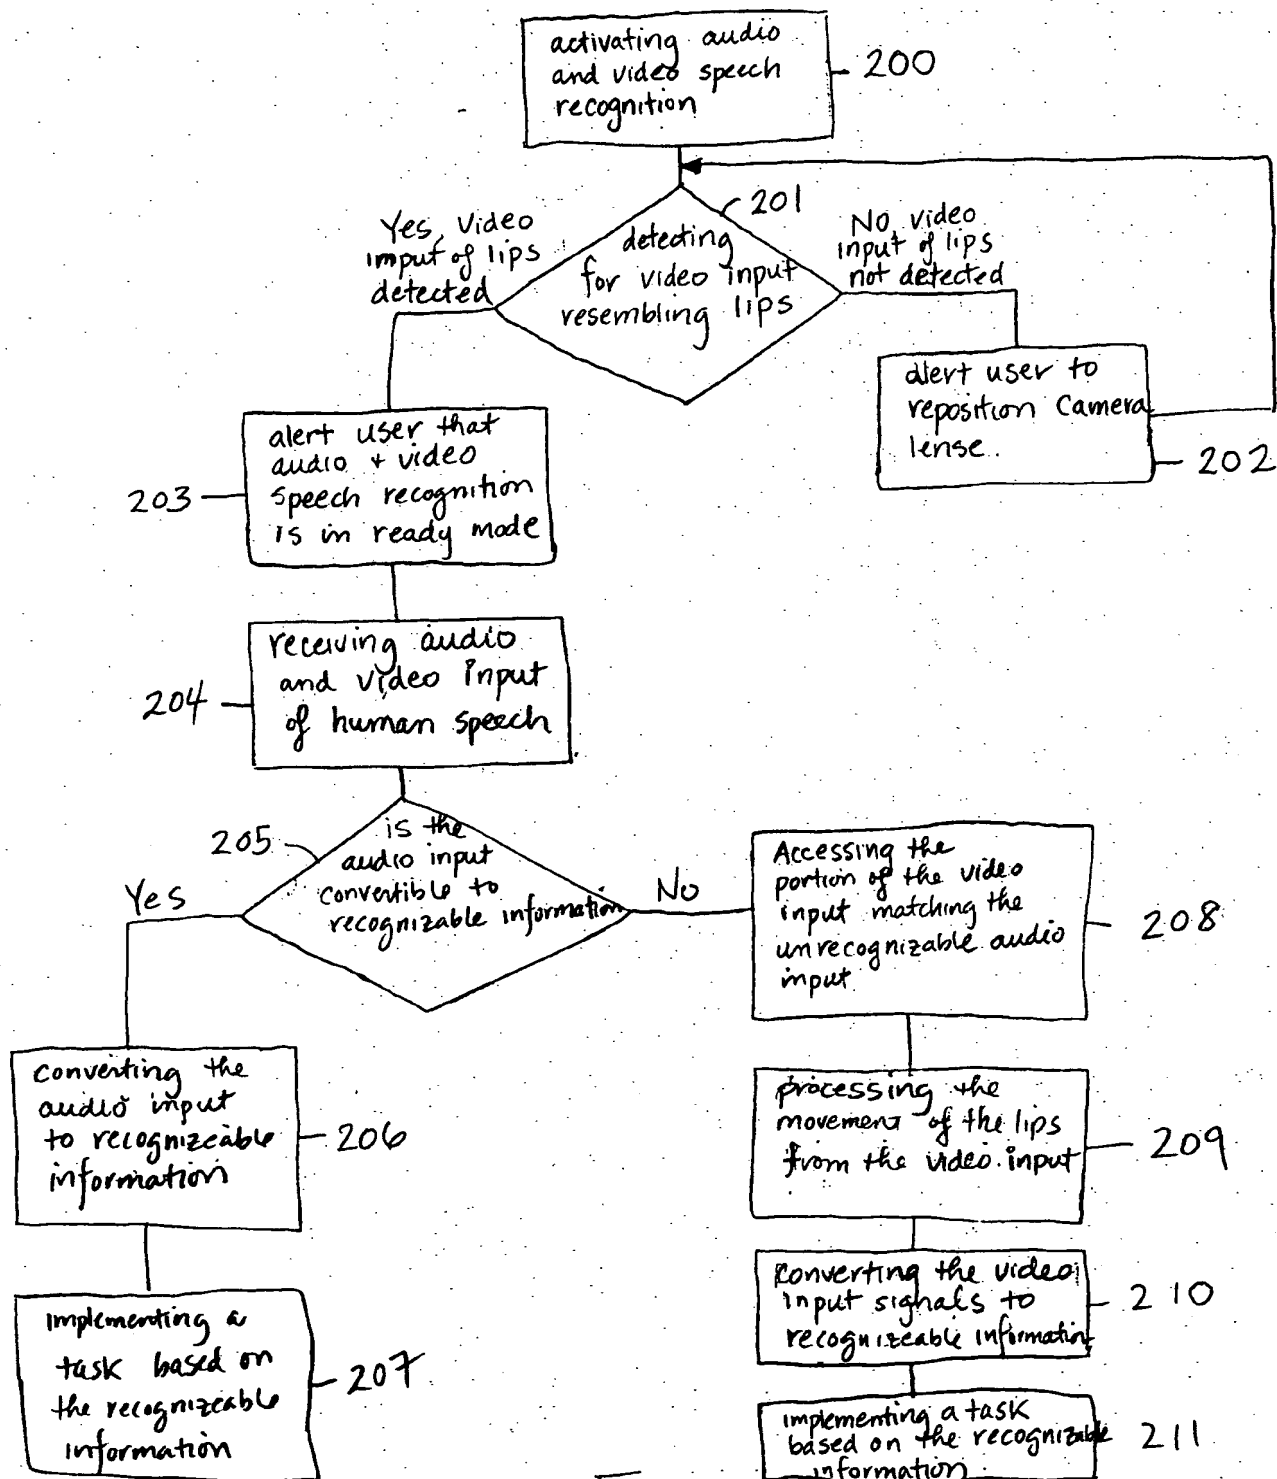 activating audio
and video speech
recognition
200
201
detecting
for video input
resembling lips
Yes, Video
imput of lips
detected
NO video
input of lips
not detected
alert user to
reposition Camera
lense.
202
alert user that
audio + video
speech recognition
is in ready mode
203
receiving audio
and video Input
of human speech
204
is the
audio input
convertible to
recognizable information
205
Yes
No
converting the
audio input
to recognizeable
information
206
implementing a
task based on
the recognizeable
information
207
Accessing the
portion of the video
input matching the
unrecognizable audio
input
208
processing the
movement of the lips
from the video input
209
converting the video
input signals to
recognizeable information
210
implementing a task
based on the recognizable
information.
211